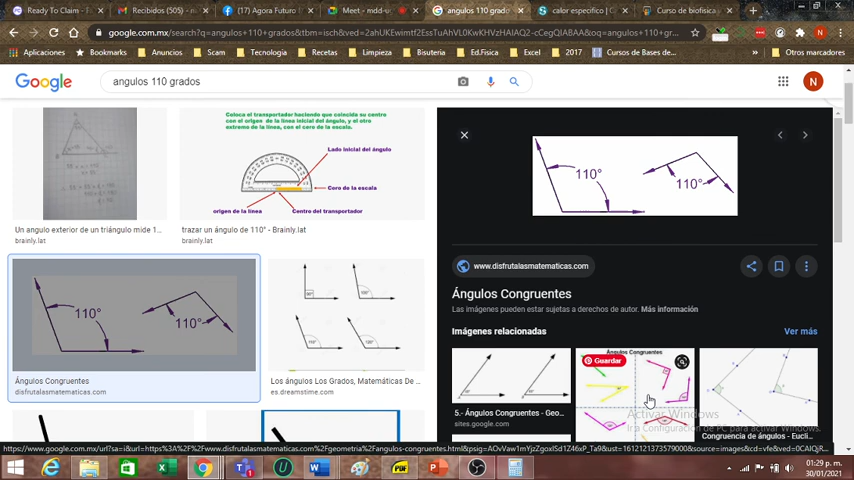 Ready To Claim - F
Recibidos (505) - n
(17) Agora Futuro I
Meet - mdd-u
angulos 110 grado
calor especifico | C
Curso de biofisica
google.com.mx/search?q=angulos+110+grados&tbm=isch&ved=2ahUKEwimtf2EssTuAhVL0KwKHVzHAIAQ2-cCegQIABAA&oq=angulos+110+gr...
Aplicaciones
Bookmarks
Anuncios
Scam
Tecnologia
Recetas
Limpieza
Bisuteria
Ed.Fisica
Excel
2017
Cursos de Bases de...
Otros marcadores
Google
angulos 110 grados
N
Coloca el transportador haciendo que coincida su centro
con el origen de la línea inicial del ángulo, y el otro
extremo de la línea, con el cero de la escala.
Lado inicial del ángulo
Cero de la escala
origen de la línea
Centro del transportador
Un angulo exterior de un triángulo mide 1...
brainly.lat
trazar un ángulo de 110° - Brainly.lat
brainly.lat
110°
110°
Ángulos Congruentes
disfrutalasmatematicas.com
Los ángulos Los Grados, Matemáticas De ...
es.dreamstime.com
110°
110°
www.disfrutalasmatematicas.com
Ángulos Congruentes
Las imágenes pueden estar sujetas a derechos de autor. Más información
Imágenes relacionadas
Ver más
Ángulos Congruentes
Guardar
5.- Ángulos Congruentes - Geo...
sites.google.com
Congruencia de ángulos - Eucli...
Activar Windows
Ir a Configuración de PC para activar Windows.
https://www.google.com.mx/url?sa=i&url=https%3A%2F%2Fwww.disfrutalasmatematicas.com%2Fgeometria%2Fangulos-congruentes.html&psig=AOvVaw1mYjzZgoxISd1Z46xP_Ta9&ust=1612121373579000&source=images&cd=vfe&ved=0CAIQJR...
01:29 p. m.
30/01/2021